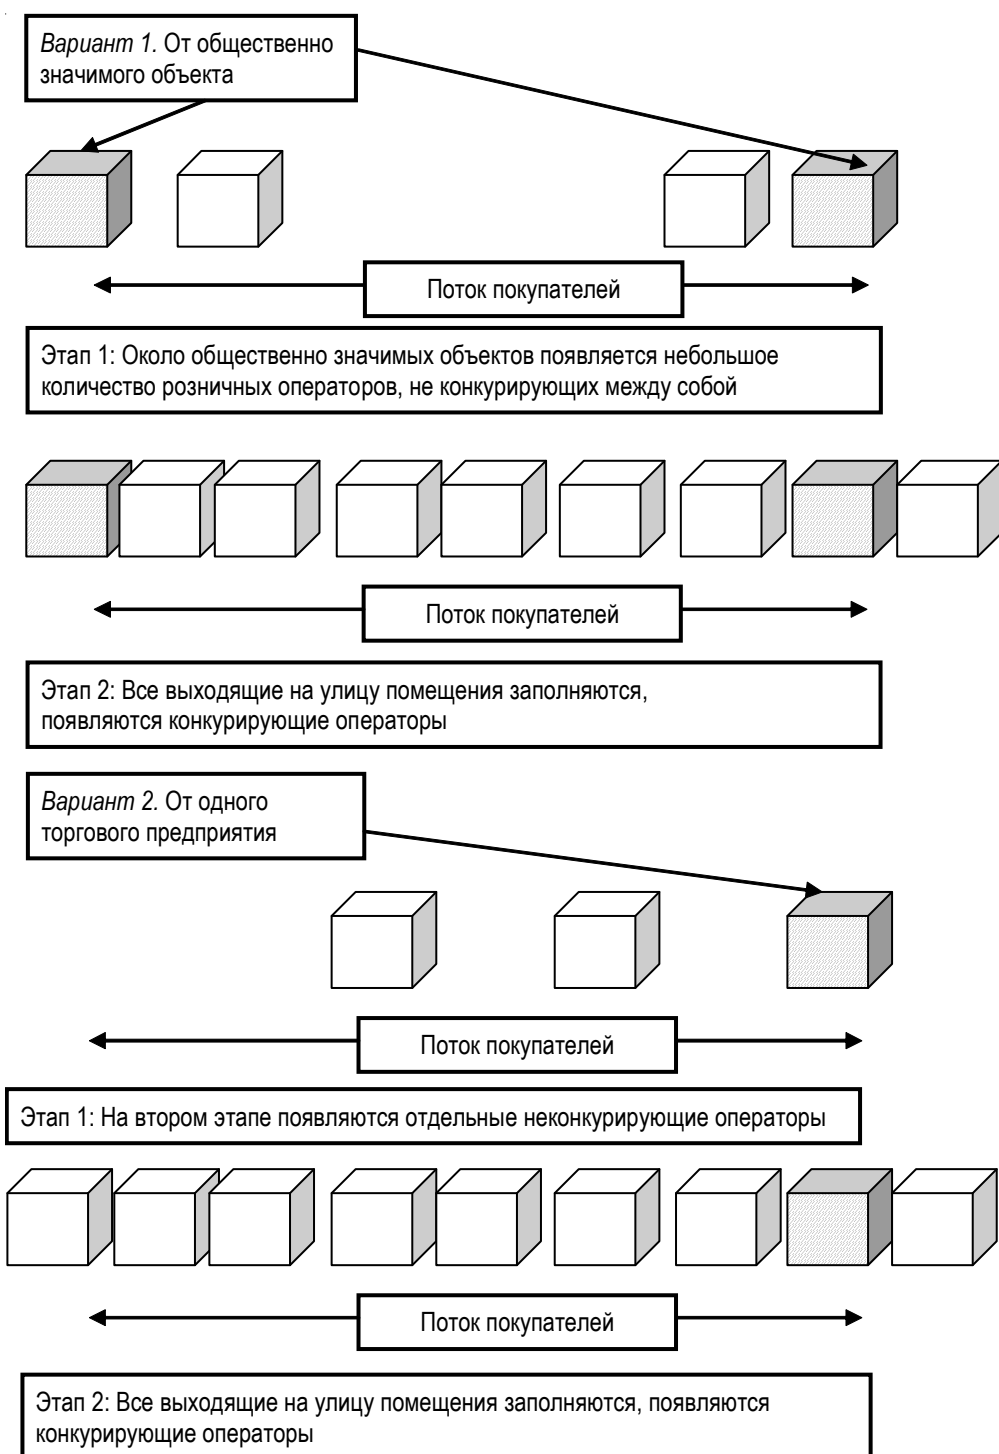 Вариант 1. От общественно
значимого объекта
Поток покупателей
Этап 1: Около общественно значимых объектов появляется небольшое
количество розничных операторов, не конкурирующих между собой
Поток покупателей
Этап 2: Все выходящие на улицу помещения заполняются,
появляются конкурирующие операторы
Вариант 2. От одного
торгового предприятия
Поток покупателей
Этап 1: На втором этапе появляются отдельные неконкурирующие операторы
Поток покупателей
Этап 2: Все выходящие на улицу помещения заполняются, появляются
конкурирующие операторы